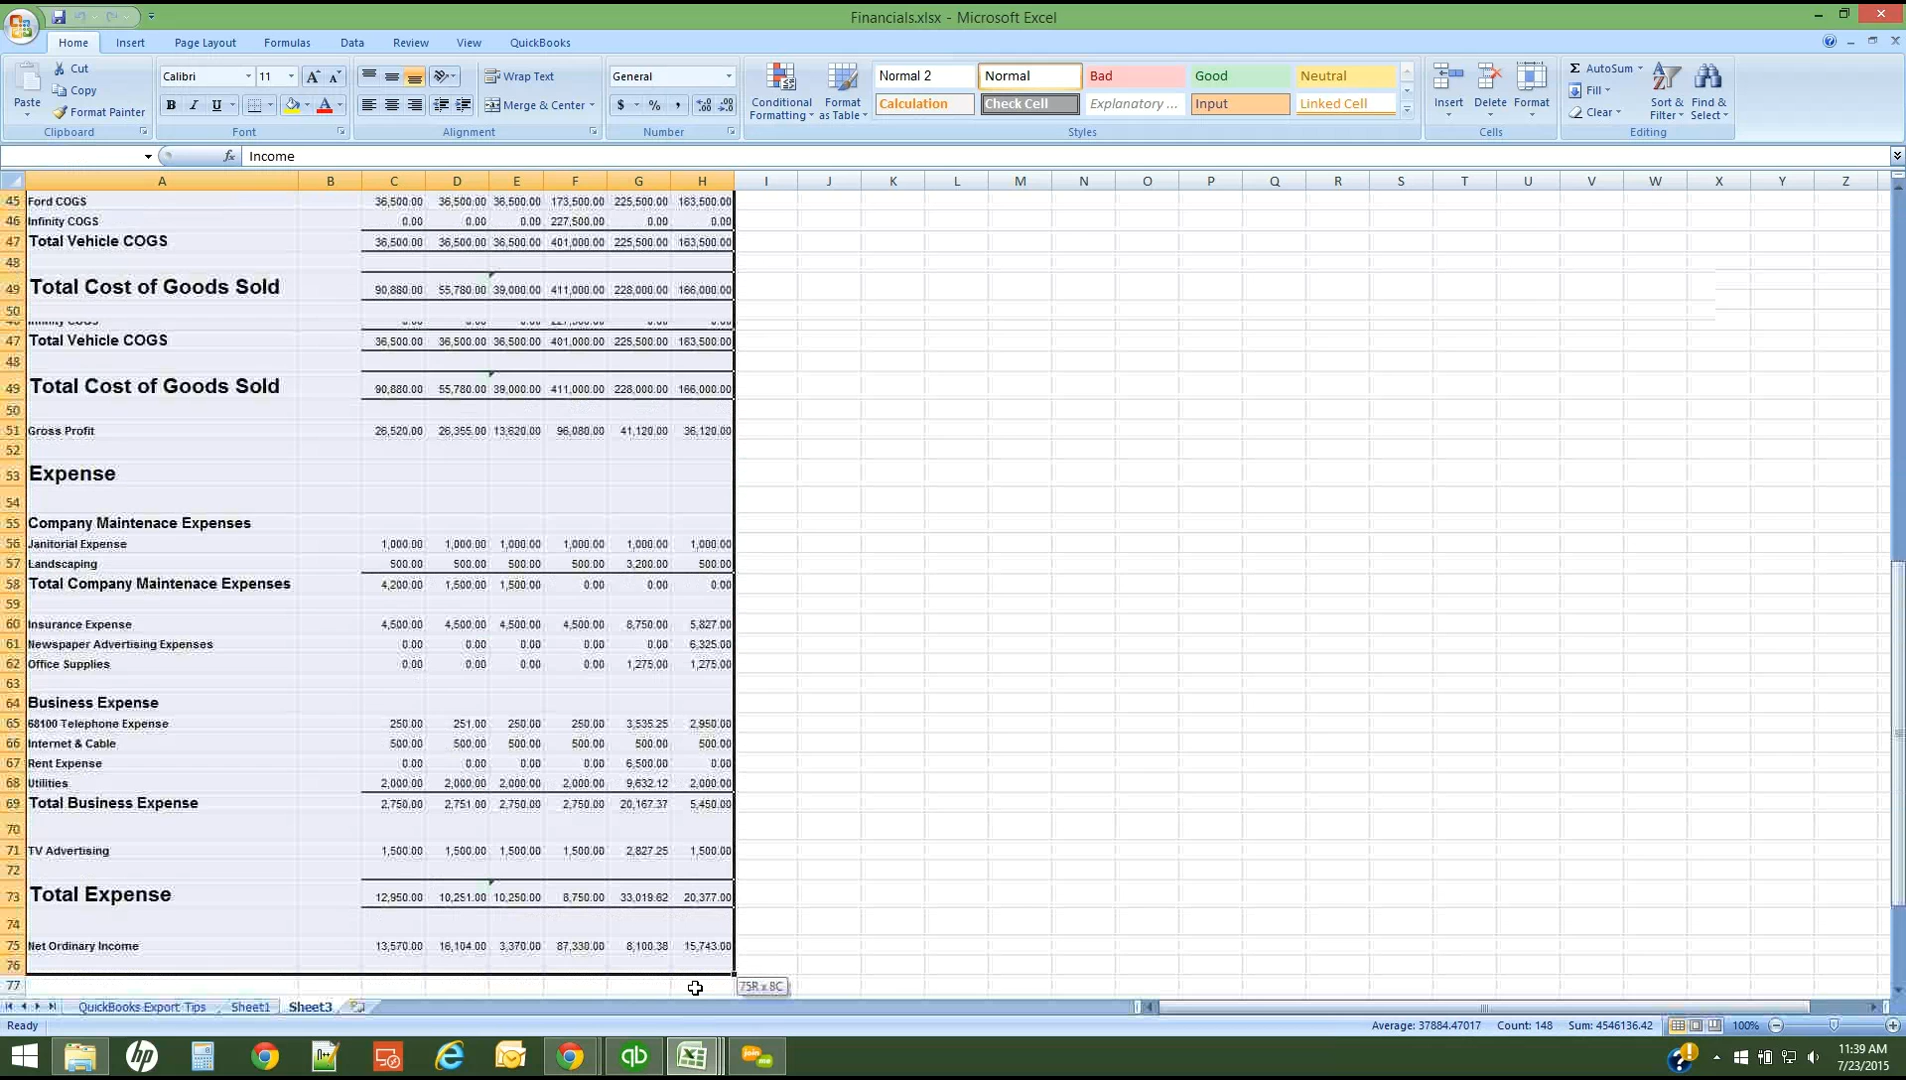 Financials.xlsx - Microsoft Excel
Home Insert Page Layout Formulas Data Review View QuickBooks
Cut
Copy
Format Painter
Paste
Clipboard
Calibri 11
B I U
Font
Wrap Text
Merge & Center
Alignment
General
$ % ,
Number
Conditional Formatting
Format as Table
Normal 2 Normal Bad Good Neutral
Calculation Check Cell Explanatory ... Input Linked Cell
Styles
Insert Delete Format
Cells
AutoSum
Fill
Clear
Sort & Filter
Find & Select
Editing
fx Income
A B C D E F G H I J K L M N O P Q R S T U V W X Y Z
45 Ford COGS 36,500.00 36,500.00 36,500.00 173,500.00 225,500.00 163,500.00
46 Infinity COGS 0.00 0.00 0.00 227,500.00 0.00 0.00
47 Total Vehicle COGS 36,500.00 36,500.00 36,500.00 401,000.00 225,500.00 163,500.00
48
49 Total Cost of Goods Sold 90,880.00 55,780.00 39,000.00 411,000.00 228,000.00 166,000.00
50
47 Total Vehicle COGS 36,500.00 36,500.00 36,500.00 401,000.00 225,500.00 163,500.00
48
49 Total Cost of Goods Sold 90,880.00 55,780.00 39,000.00 411,000.00 228,000.00 166,000.00
50
51 Gross Profit 26,520.00 26,355.00 13,620.00 96,080.00 41,120.00 36,120.00
52
53 Expense
54
55 Company Maintenace Expenses
56 Janitorial Expense 1,000.00 1,000.00 1,000.00 1,000.00 1,000.00 1,000.00
57 Landscaping 500.00 500.00 500.00 500.00 3,200.00 500.00
58 Total Company Maintenace Expenses 4,200.00 1,500.00 1,500.00 0.00 0.00 0.00
59
60 Insurance Expense 4,500.00 4,500.00 4,500.00 4,500.00 8,750.00 5,827.00
61 Newspaper Advertising Expenses 0.00 0.00 0.00 0.00 0.00 6,325.00
62 Office Supplies 0.00 0.00 0.00 0.00 1,275.00 1,275.00
63
64 Business Expense
65 68100 Telephone Expense 250.00 251.00 250.00 250.00 3,535.25 2,950.00
66 Internet & Cable 500.00 500.00 500.00 500.00 500.00 500.00
67 Rent Expense 0.00 0.00 0.00 0.00 6,500.00 0.00
68 Utilities 2,000.00 2,000.00 2,000.00 2,000.00 9,632.12 2,000.00
69 Total Business Expense 2,750.00 2,751.00 2,750.00 2,750.00 20,167.37 5,450.00
70
71 TV Advertising 1,500.00 1,500.00 1,500.00 1,500.00 2,827.25 1,500.00
72
73 Total Expense 12,950.00 10,251.00 10,250.00 8,750.00 33,019.62 20,377.00
74
75 Net Ordinary Income 13,570.00 16,104.00 3,370.00 87,330.00 8,100.38 15,743.00
76
77
75R x 8C
QuickBooks Export Tips Sheet1 Sheet3
Ready Average: 37884.47017 Count: 148 Sum: 4546136.42 100%
hp
qb
join me
11:39 AM
7/23/2015